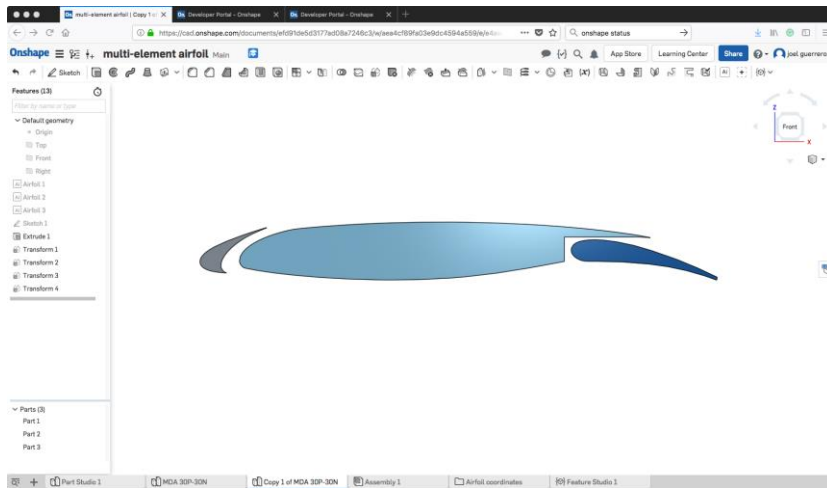 multi-element airfoil | Copy 1 of
Developer Portal - Onshape
Developer Portal - Onshape
https://cad.onshape.com/documents/
onshape status
Onshape
multi-element airfoil Main
App Store
Learning Center
Share
joel guerrero
Sketch
Features (13)
Filter by name or type
Default geometry
Origin
Top
Front
Right
Airfoil 1
Airfoil 2
Airfoil 3
Sketch 1
Extrude 1
Transform 1
Transform 2
Transform 3
Transform 4
Z
Front
X
Parts (3)
Part 1
Part 2
Part 3
Part Studio 1
MDA 30P-30N
Copy 1 of MDA 30P-30N
Assembly 1
Airfoil coordinates
Feature Studio 1